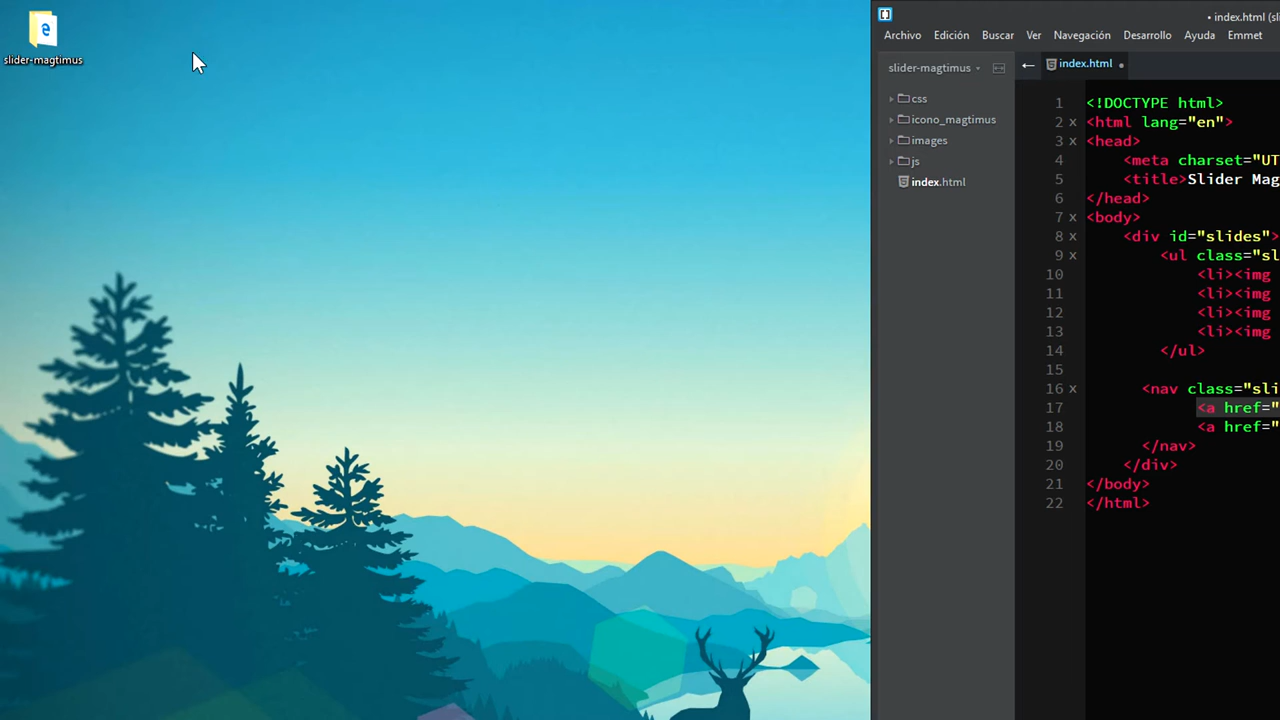 slider-magtimus
• index.html (sli
Archivo Edición Buscar Ver Navegación Desarrollo Ayuda Emmet
slider-magtimus
index.html
css
icono_magtimus
images
js
index.html
1 <!DOCTYPE html>
2 <html lang="en">
3 <head>
4 <meta charset="UT
5 <title>Slider Mag
6 </head>
7 <body>
8 <div id="slides">
9 <ul class="sl
10 <li><img
11 <li><img
12 <li><img
13 <li><img
14 </ul>
15
16 <nav class="sli
17 <a href="
18 <a href="
19 </nav>
20 </div>
21 </body>
22 </html>